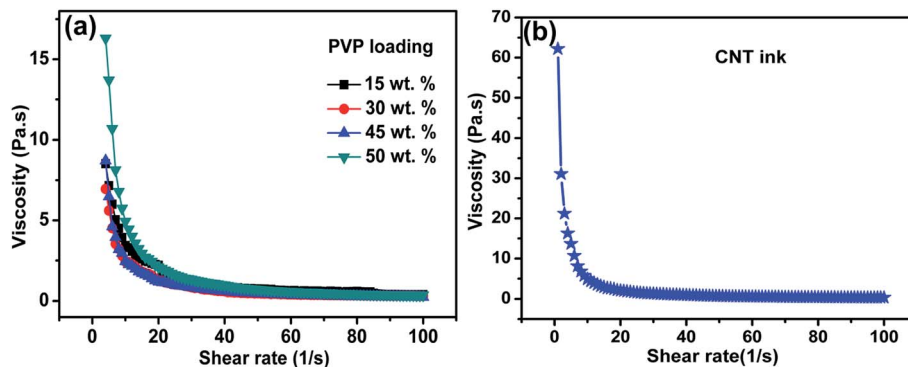 (a)
PVP loading
15 wt. %
30 wt. %
45 wt. %
50 wt. %
15
10
5
0
Viscosity (Pa.s)
0 20 40 60 80 100
Shear rate (1/s)
(b)
CNT ink
70
60
50
40
30
20
10
0
Viscosity (Pa.s)
0 20 40 60 80 100
Shear rate(1/s)